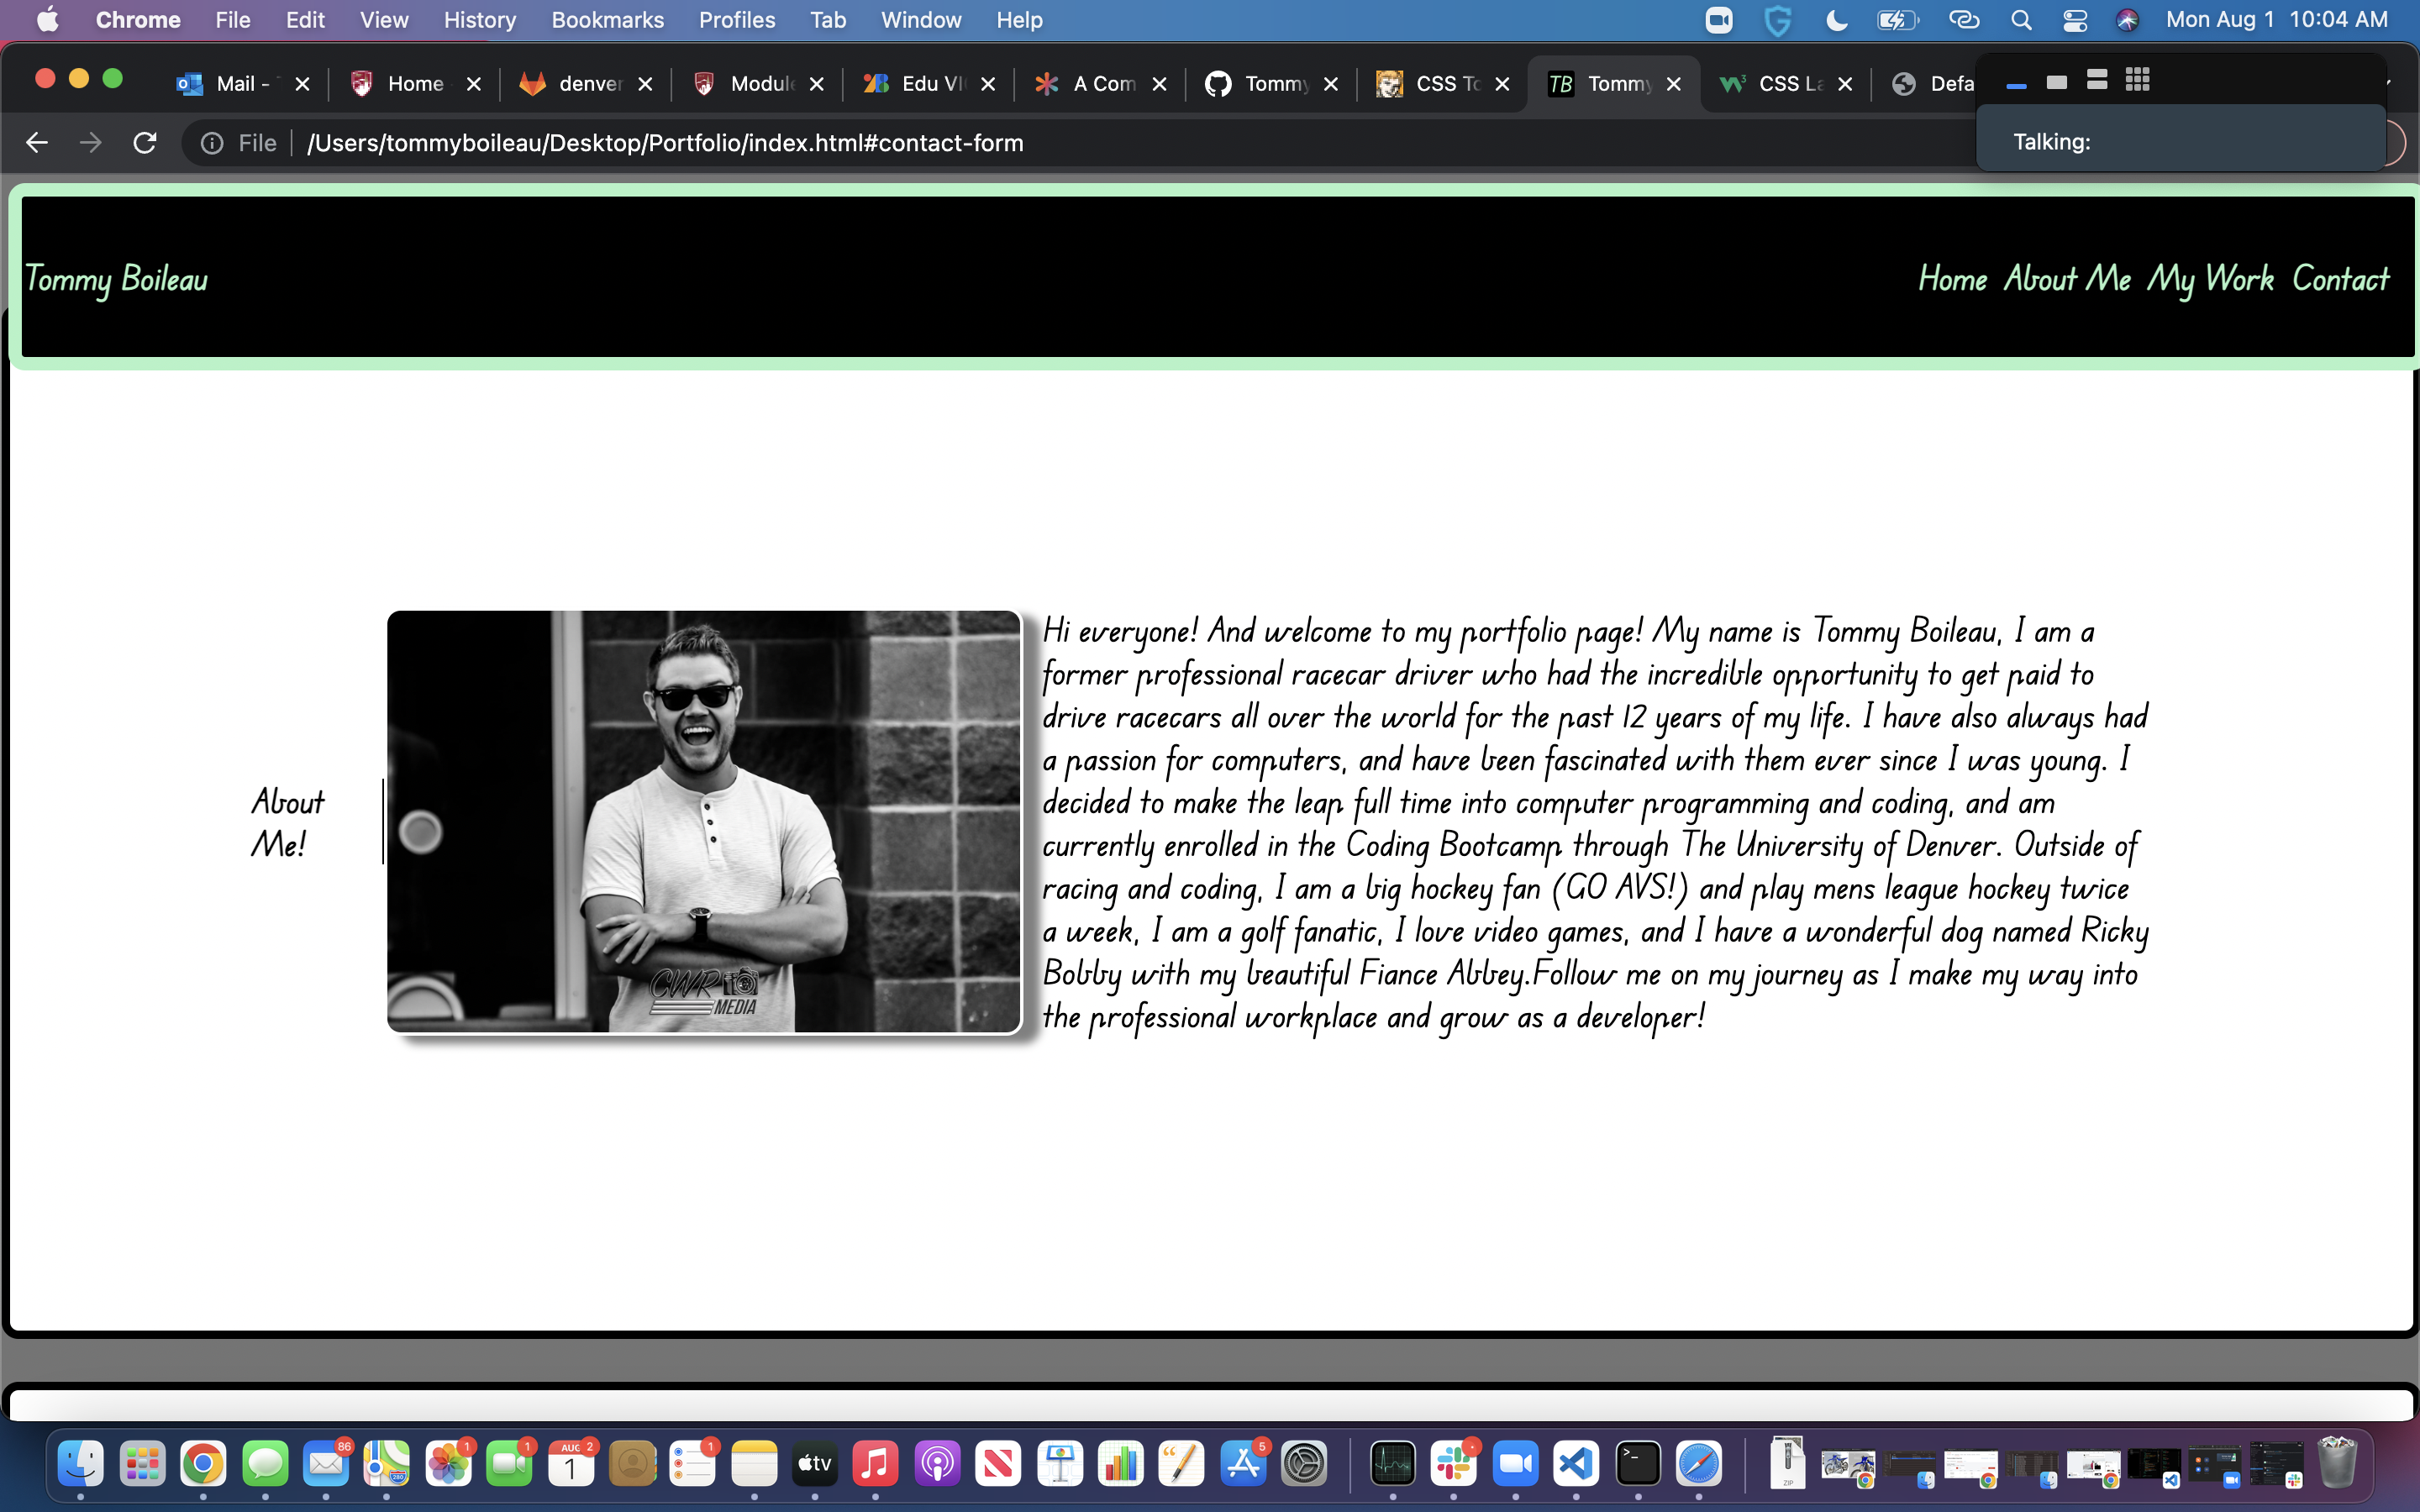 Chrome File Edit View History Bookmarks Profiles Tab Window Help Mon Aug 1 10:04 AM
Mail - Home denver Module Edu A Com Tommy CSS Tommy CSS Defa
File /Users/tommyboileau/Desktop/Portfolio/index.html#contact-form
Talking:
Tommy Boileau
Home About Me My Work Contact
About
Me!
Hi everyone! And welcome to my portfolio page! My name is Tommy Boileau, I am a
former professional racecar driver who had the incredible opportunity to get paid to
drive racecars all over the world for the past 12 years of my life. I have also always had
a passion for computers, and have been fascinated with them ever since I was young. I
decided to make the leap full time into computer programming and coding, and am
currently enrolled in the Coding Bootcamp through The University of Denver. Outside of
racing and coding, I am a big hockey fan (GO AVS!) and play mens league hockey twice
a week, I am a golf fanatic, I love video games, and I have a wonderful dog named Ricky
Bobby with my beautiful Fiance Abbey.Follow me on my journey as I make my way into
the professional workplace and grow as a developer!
CWR
MEDIA
86 1 1 AUG 2 1 1 tv 5
280
ZIP